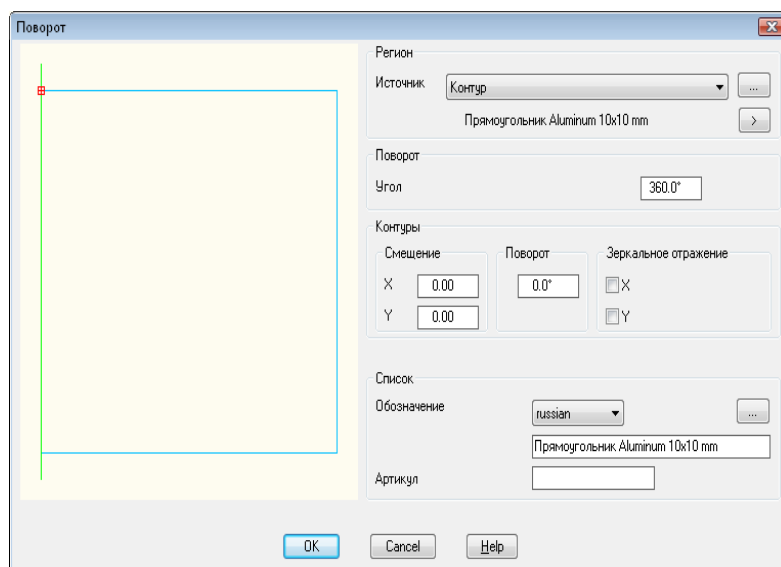 Поворот
Регион
Источник Контур ...
Прямоугольник Aluminum 10x10 mm >
Поворот
Угол 360.0°
Контуры
Смещение Поворот Зеркальное отражение
X 0.00 0.0° X
Y 0.00 Y
Список
Обозначение russian ...
Прямоугольник Aluminum 10x10 mm
Артикул
OK Cancel Help